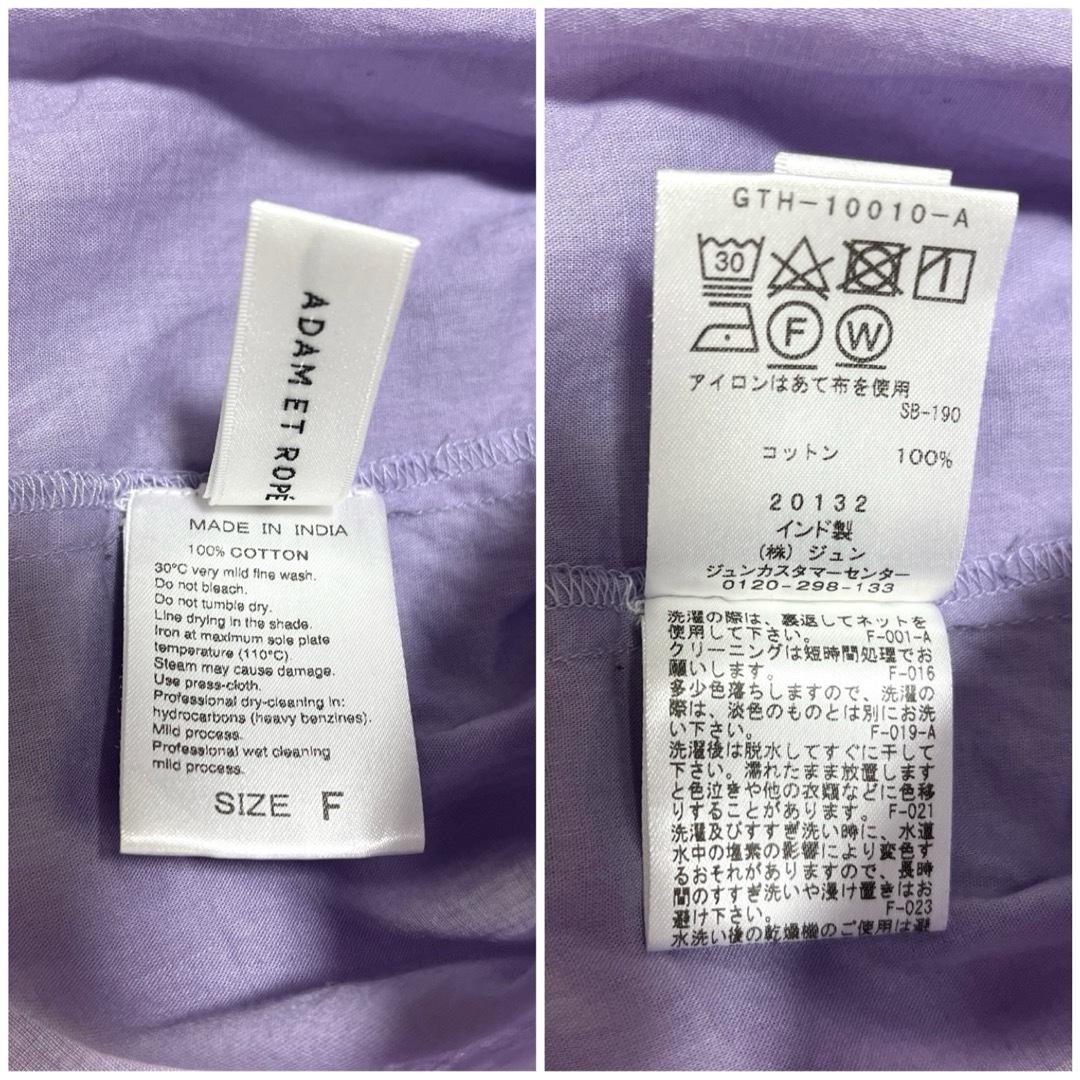 ADAM ET ROPÉ
MADE IN INDIA
100% COTTON
30°C very mild fine wash.
Do not bleach.
Do not tumble dry.
Line drying in the shade.
Iron at maximum sole plate
temperature (110°C)
Steam may cause damage.
Use press-cloth.
Professional dry-cleaning in:
hydrocarbons (heavy benzines).
Mild process.
Professional wet cleaning
mild process.
SIZE F
GTH-10010-A
30
F W
アイロンはあて布を使用
SB-190
コットン 100%
20132
インド製
(株) ジュン
ジュンカスタマーセンター
0120-298-133
洗濯の際は、裏返してネットを
使用して下さい。 F-001-A
クリーニングは短時間処理でお
願いします。 F-016
多少色落ちしますので、洗濯の
際は、淡色のものとは別にお洗
い下さい。 F-019-A
洗濯後は脱水してすぐに干して
下さい。濡れたまま放置します
と色泣きや他の衣類などに色移
りすることがあります。 F-021
洗濯及びすすぎ洗い時に、水道
水中の塩素の影響により変色す
るおそれがありますので、長時
間のすすぎ洗いや浸け置きはお
避け下さい。 F-023
水洗い後の乾燥機のご使用は避